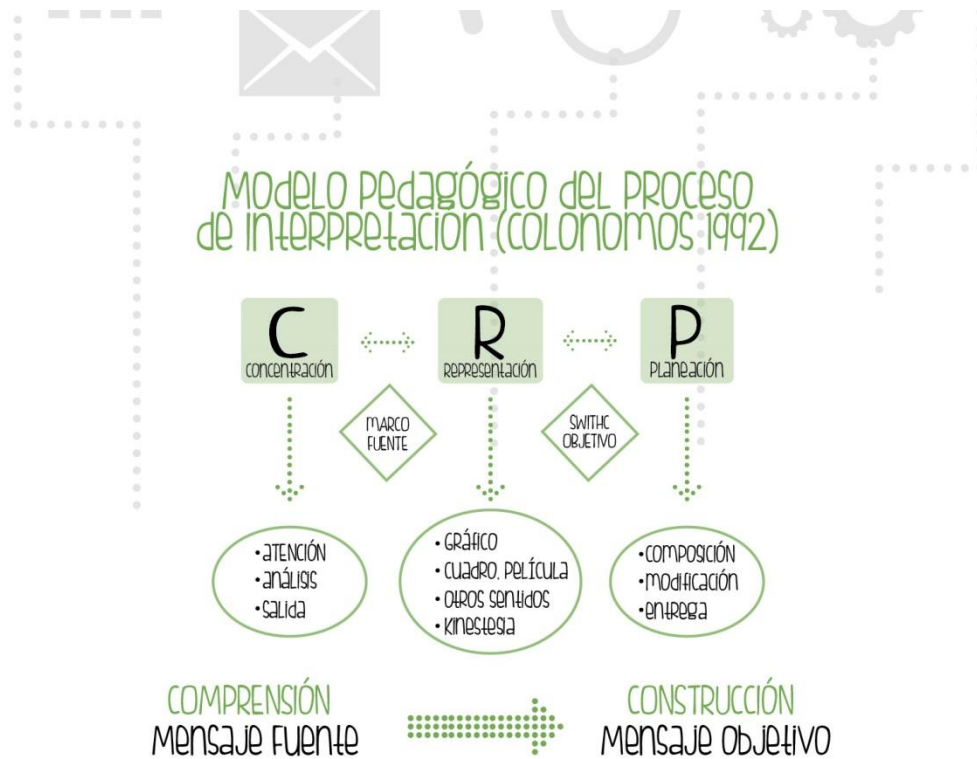 Modelo Pedagógico del Proceso
de Interpretación (Colonomos 1992)
C
Concentración
R
Representación
P
Planeación
MARCO
FUENTE
SWITHC
OBJETIVO
• Atención
• Análisis
• Salida
• Gráfico
• Cuadro, Película
• Otros sentidos
• Kinestesia
• Composición
• Modificación
• Entrega
COMPRENSIÓN
Mensaje Fuente
CONSTRUCCIÓN
Mensaje Objetivo